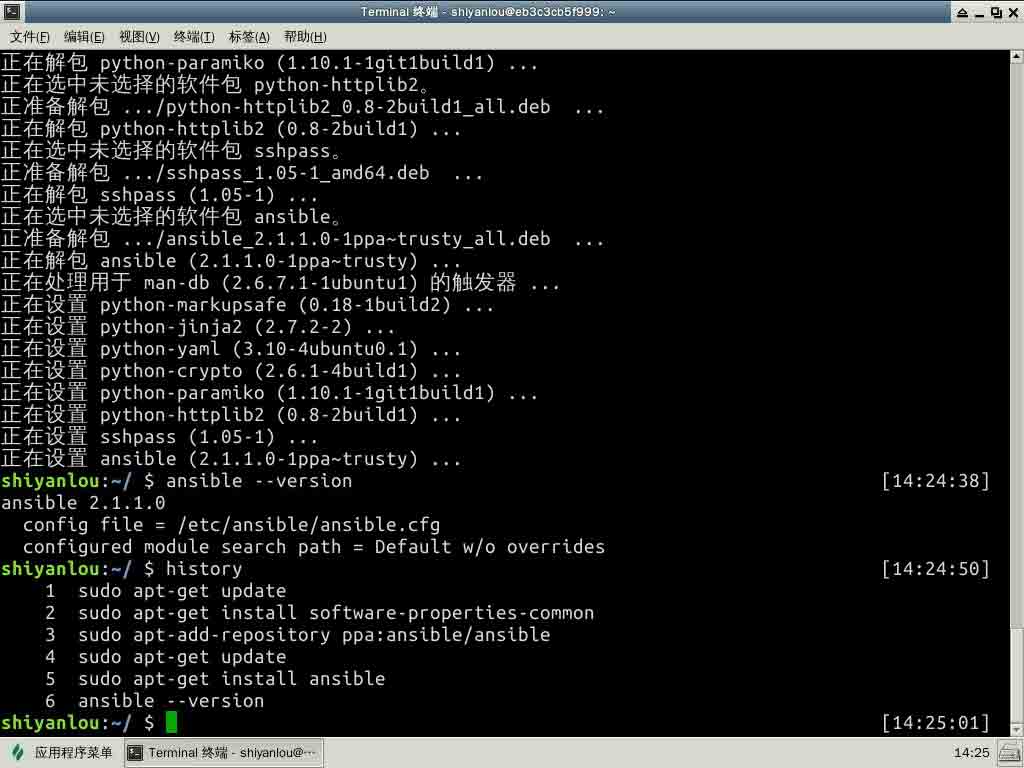 Terminal 终端 - shiyanlou@eb3c3cb5f999: ~
文件(F) 编辑(E) 视图(V) 终端(T) 标签(A) 帮助(H)
正在解包 python-paramiko (1.10.1-1git1build1) ...
正在选中未选择的软件包 python-httplib2。
正准备解包 .../python-httplib2_0.8-2build1_all.deb  ...
正在解包 python-httplib2 (0.8-2build1) ...
正在选中未选择的软件包 sshpass。
正准备解包 .../sshpass_1.05-1_amd64.deb  ...
正在解包 sshpass (1.05-1) ...
正在选中未选择的软件包 ansible。
正准备解包 .../ansible_2.1.1.0-1ppa~trusty_all.deb  ...
正在解包 ansible (2.1.1.0-1ppa~trusty) ...
正在处理用于 man-db (2.6.7.1-1ubuntu1) 的触发器 ...
正在设置 python-markupsafe (0.18-1build2) ...
正在设置 python-jinja2 (2.7.2-2) ...
正在设置 python-yaml (3.10-4ubuntu0.1) ...
正在设置 python-crypto (2.6.1-4build1) ...
正在设置 python-paramiko (1.10.1-1git1build1) ...
正在设置 python-httplib2 (0.8-2build1) ...
正在设置 sshpass (1.05-1) ...
正在设置 ansible (2.1.1.0-1ppa~trusty) ...
shiyanlou:~/ $ ansible --version [14:24:38]
ansible 2.1.1.0
  config file = /etc/ansible/ansible.cfg
  configured module search path = Default w/o overrides
shiyanlou:~/ $ history [14:24:50]
    1  sudo apt-get update
    2  sudo apt-get install software-properties-common
    3  sudo apt-add-repository ppa:ansible/ansible
    4  sudo apt-get update
    5  sudo apt-get install ansible
    6  ansible --version
shiyanlou:~/ $ [14:25:01]
应用程序菜单 Terminal 终端 - shiyanlou@··· 14:25